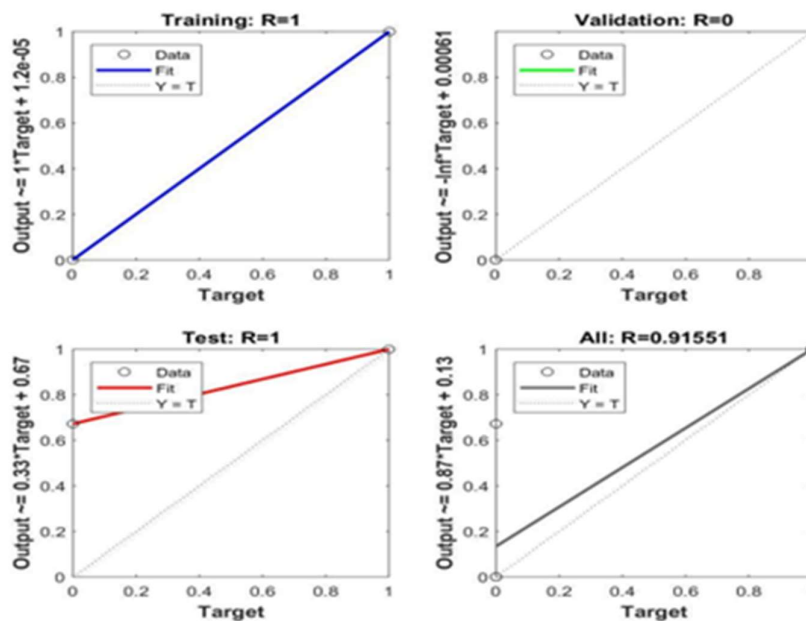 Training: R=1
Output ~= 1*Target + 1.2e-05
1
0.8
0.6
0.4
0.2
0
Data
Fit
Y = T
0 0.2 0.4 0.6 0.8 1
Target
Validation: R=0
Output ~= -Inf*Target + 0.00061
0.8
0.6
0.4
0.2
0
Data
Fit
Y = T
0 0.2 0.4 0.6 0.8
Target
Test: R=1
Output ~= 0.33*Target + 0.67
1
0.8
0.6
0.4
0.2
0
Data
Fit
Y = T
0 0.2 0.4 0.6 0.8 1
Target
All: R=0.91551
Output ~= 0.87*Target + 0.13
1
0.8
0.6
0.4
0.2
0
Data
Fit
Y = T
0 0.2 0.4 0.6 0.8
Target